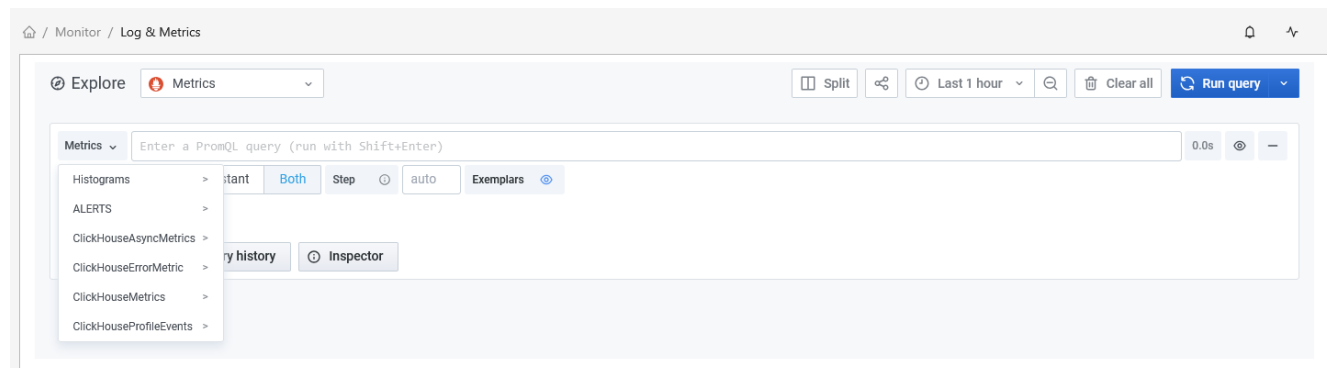 / Monitor / Log & Metrics
Explore Metrics Split Last 1 hour Clear all Run query
Metrics Enter a PromQL query (run with Shift+Enter) 0.0s
Histograms > stant Both Step auto Exemplars
ALERTS >
ClickHouseAsyncMetrics >
ClickHouseErrorMetric > ry history Inspector
ClickHouseMetrics >
ClickHouseProfileEvents >